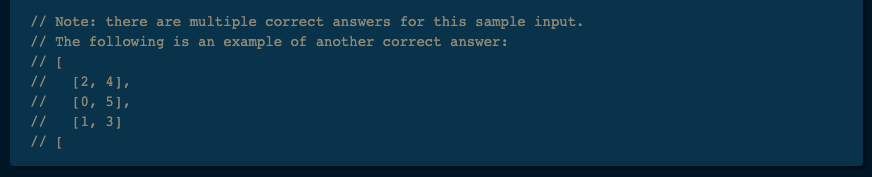 // Note: there are multiple correct answers for this sample input.
// The following is an example of another correct answer:
// [
//   [2, 4],
//   [0, 5],
//   [1, 3]
// [